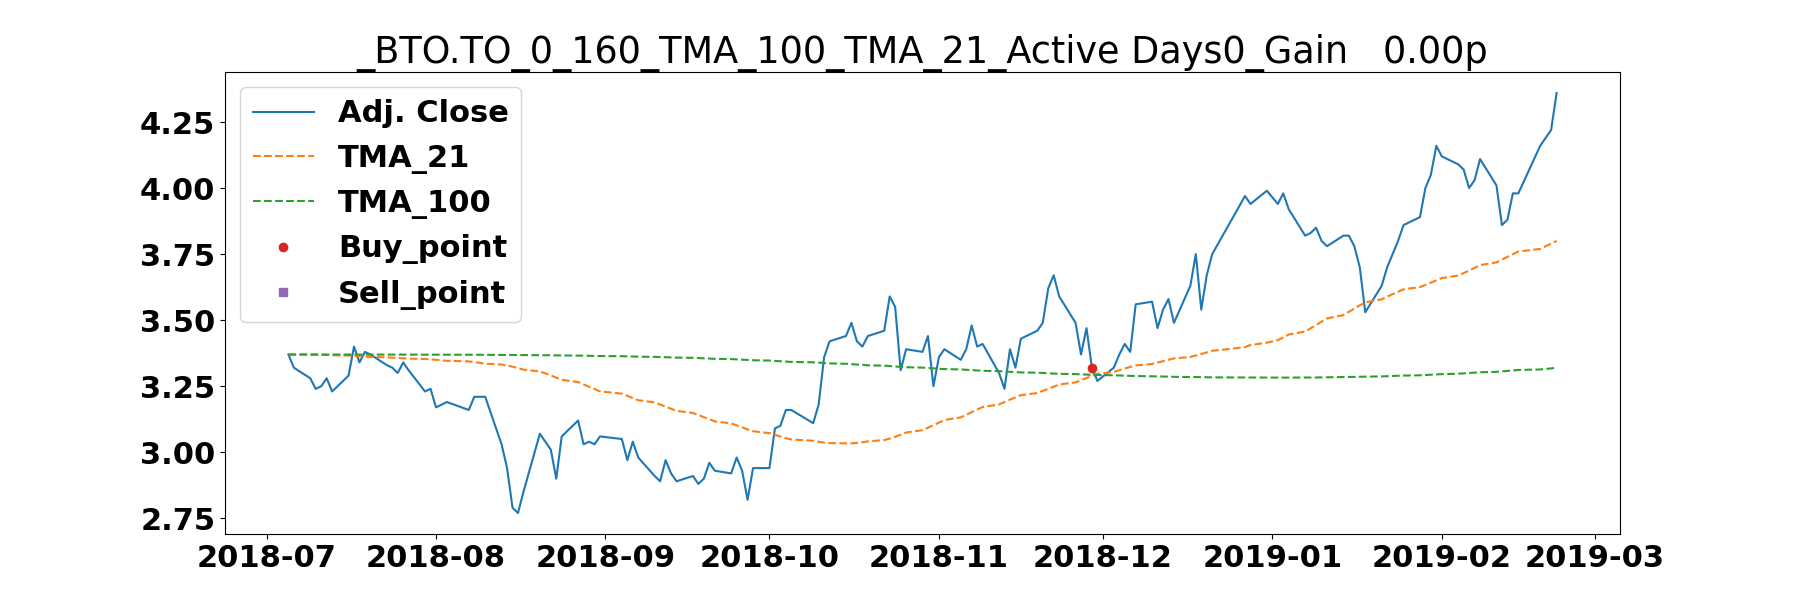 _BTO.TO_0_160_TMA_100_TMA_21_Active Days0_Gain   0.00p
Adj. Close
TMA_21
TMA_100
Buy_point
Sell_point
4.25
4.00
3.75
3.50
3.25
3.00
2.75
2018-07 2018-08 2018-09 2018-10 2018-11 2018-12 2019-01 2019-02 2019-03